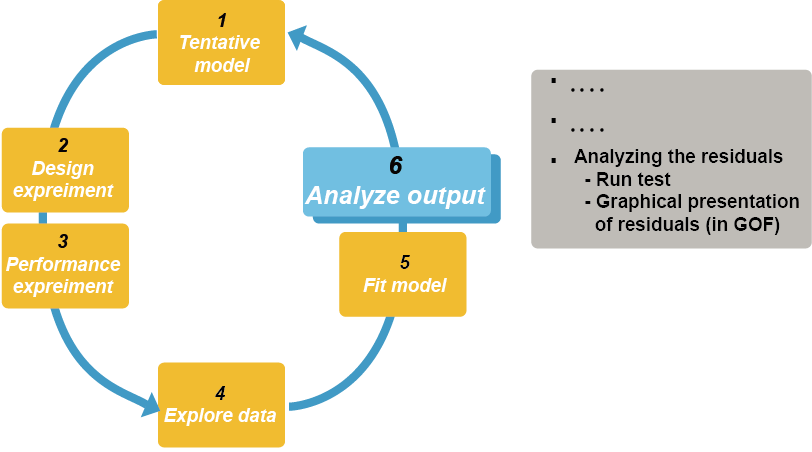 1
Tentative
model
2
Design
expreiment
3
Performance
expreiment
4
Explore data
5
Fit model
6
Analyze output
. ....
. ....
. Analyzing the residuals
- Run test
- Graphical presentation
of residuals (in GOF)